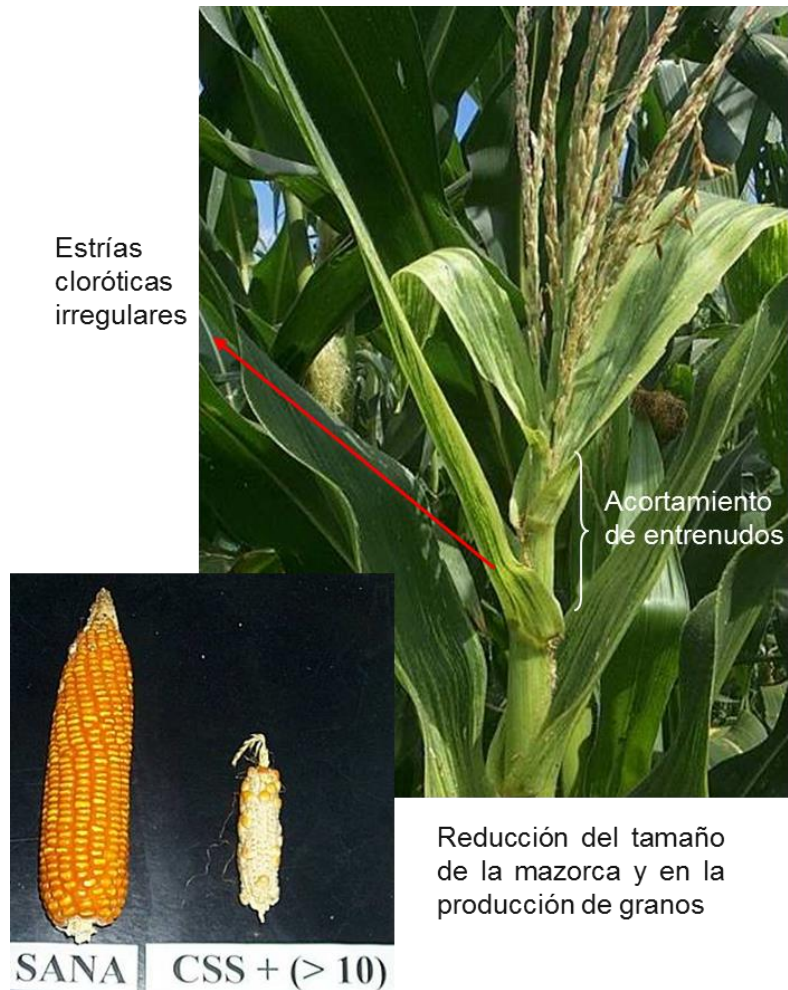 Estrías
cloróticas
irregulares
Acortamiento
de entrenudos
Reducción del tamaño
de la mazorca y en la
producción de granos
SANA
CSS + (> 10)